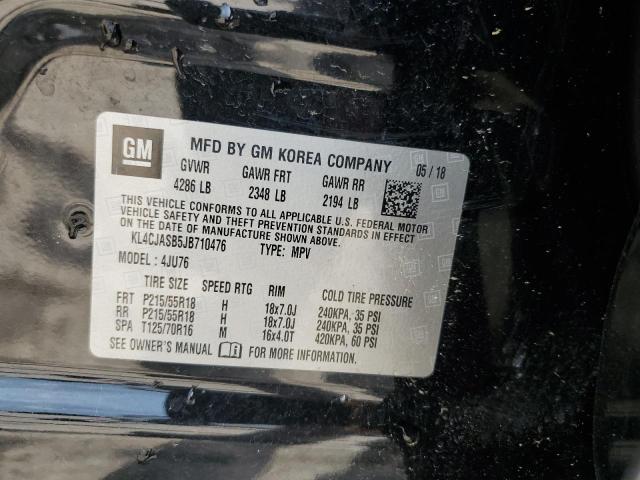 GM
MFD BY GM KOREA COMPANY 05 / 18
GVWR GAWR FRT GAWR RR
4286 LB 2348 LB 2194 LB
THIS VEHICLE CONFORMS TO ALL APPLICABLE U.S. FEDERAL MOTOR
VEHICLE SAFETY AND THEFT PREVENTION STANDARDS IN EFFECT
ON THE DATE OF MANUFACTURE SHOWN ABOVE.
KL4CJASB5JB710476 TYPE: MPV
MODEL : 4JU76
TIRE SIZE SPEED RTG RIM COLD TIRE PRESSURE
FRT P215/55R18 H 18x7.0J 240KPA, 35 PSI
RR P215/55R18 H 18x7.0J 240KPA, 35 PSI
SPA T125/70R16 M 16x4.0T 420KPA, 60 PSI
SEE OWNER'S MANUAL FOR MORE INFORMATION.